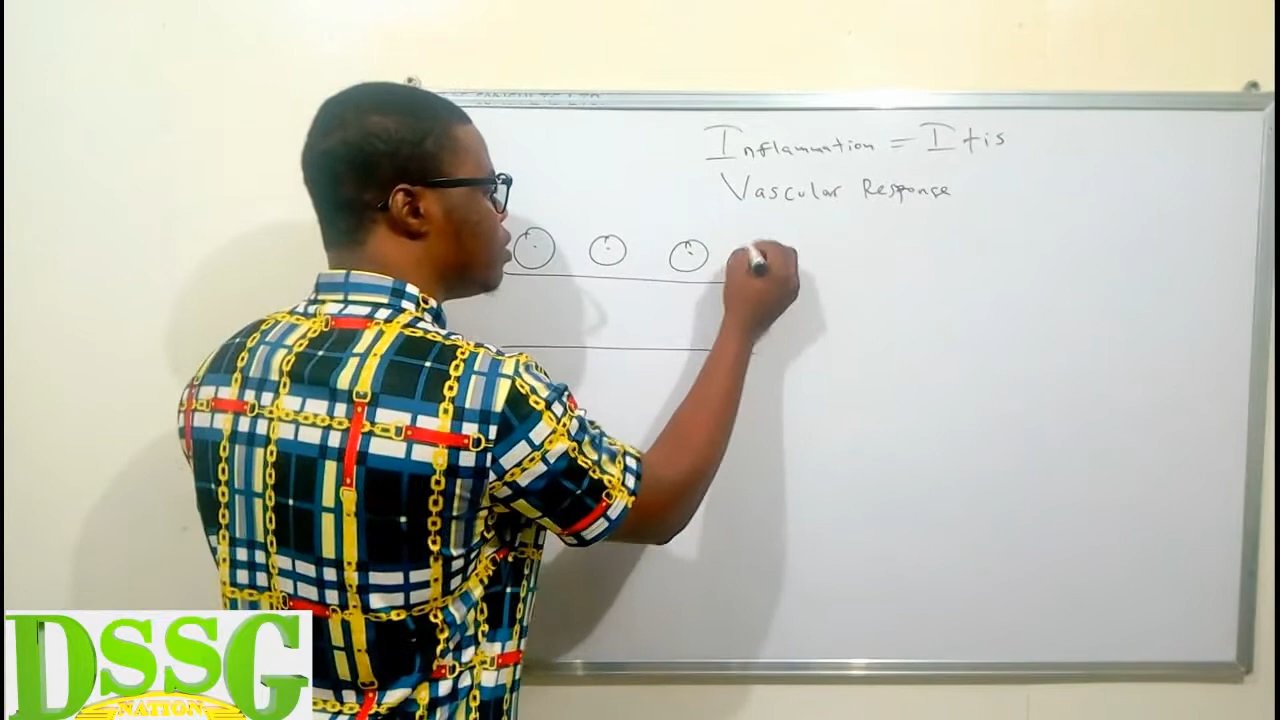 Inflammation = Itis
Vascular Response
DSSG
NATION